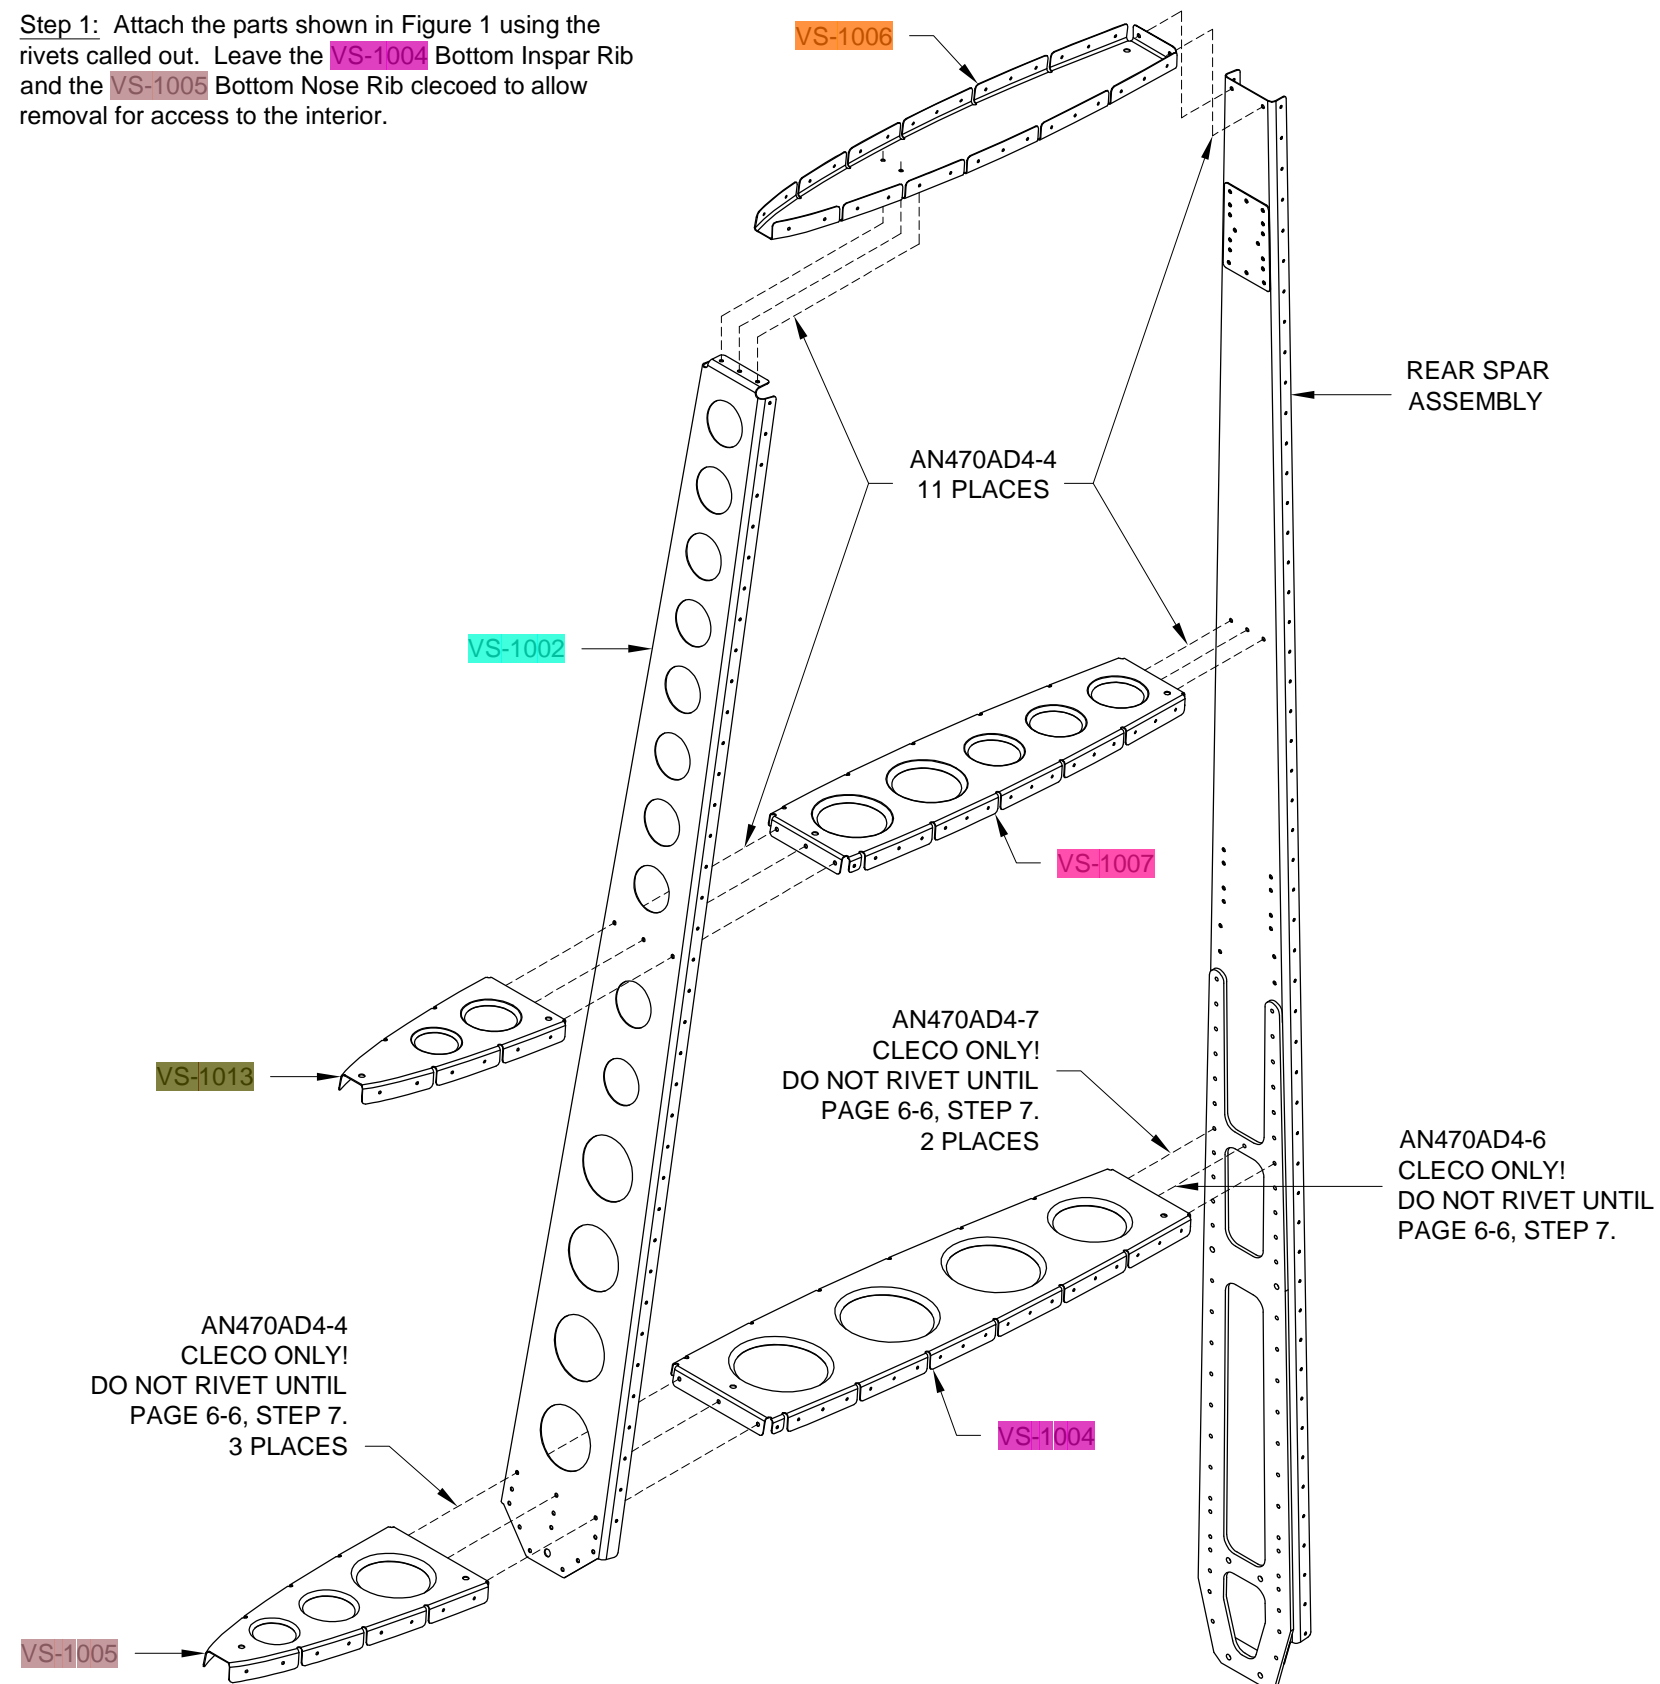 Step 1: Attach the parts shown in Figure 1 using the
rivets called out. Leave the VS-1004 Bottom Inspar Rib
and the VS-1005 Bottom Nose Rib clecoed to allow
removal for access to the interior.
VS-1006
REAR SPAR
ASSEMBLY
AN470AD4-4
11 PLACES
VS-1002
VS-1007
VS-1013
AN470AD4-7
CLECO ONLY!
DO NOT RIVET UNTIL
PAGE 6-6, STEP 7.
2 PLACES
AN470AD4-6
CLECO ONLY!
DO NOT RIVET UNTIL
PAGE 6-6, STEP 7.
AN470AD4-4
CLECO ONLY!
DO NOT RIVET UNTIL
PAGE 6-6, STEP 7.
3 PLACES
VS-1004
VS-1005